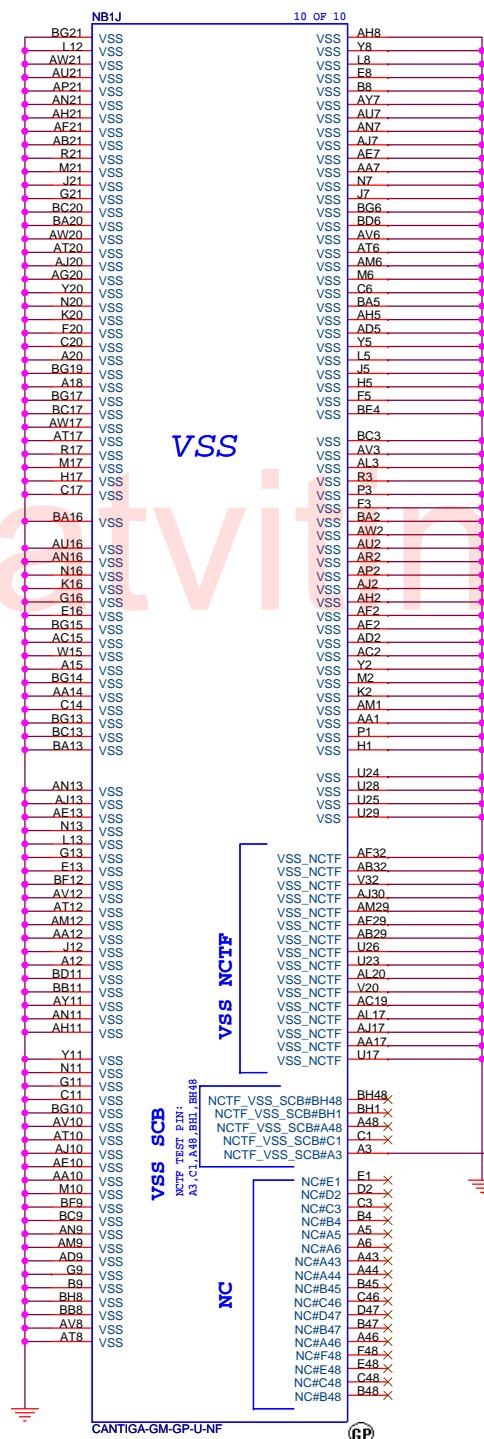 NB1J
10 OF 10
BG21 VSS
L12 VSS
AW21 VSS
AU21 VSS
AP21 VSS
AN21 VSS
AH21 VSS
AF21 VSS
AB21 VSS
R21 VSS
M21 VSS
J21 VSS
G21 VSS
BC20 VSS
BA20 VSS
AW20 VSS
AT20 VSS
AJ20 VSS
AG20 VSS
Y20 VSS
N20 VSS
K20 VSS
F20 VSS
C20 VSS
A20 VSS
BG19 VSS
A18 VSS
BG17 VSS
BC17 VSS
AW17 VSS
AT17 VSS
R17 VSS
M17 VSS
H17 VSS
C17 VSS
BA16 VSS
AU16 VSS
AN16 VSS
N16 VSS
K16 VSS
G16 VSS
E16 VSS
BG15 VSS
AC15 VSS
W15 VSS
A15 VSS
BG14 VSS
AA14 VSS
C14 VSS
BG13 VSS
BC13 VSS
BA13 VSS
AN13 VSS
AJ13 VSS
AE13 VSS
N13 VSS
L13 VSS
G13 VSS
E13 VSS
BF12 VSS
AV12 VSS
AT12 VSS
AM12 VSS
AA12 VSS
J12 VSS
A12 VSS
BD11 VSS
BB11 VSS
AY11 VSS
AN11 VSS
AH11 VSS
Y11 VSS
N11 VSS
G11 VSS
C11 VSS
BG10 VSS
AV10 VSS
AT10 VSS
AJ10 VSS
AE10 VSS
AA10 VSS
M10 VSS
BF9 VSS
BC9 VSS
AN9 VSS
AM9 VSS
AD9 VSS
G9 VSS
B9 VSS
BH8 VSS
BB8 VSS
AV8 VSS
AT8 VSS
VSS
atvitin
VSS AH8
VSS Y8
VSS L8
VSS E8
VSS B8
VSS AY7
VSS AU7
VSS AN7
VSS AJ7
VSS AE7
VSS AA7
VSS N7
VSS J7
VSS BG6
VSS BD6
VSS AV6
VSS AT6
VSS AM6
VSS M6
VSS C6
VSS BA5
VSS AH5
VSS AD5
VSS Y5
VSS L5
VSS J5
VSS H5
VSS F5
VSS BE4
VSS BC3
VSS AV3
VSS AL3
VSS R3
VSS P3
VSS F3
VSS BA2
VSS AW2
VSS AU2
VSS AR2
VSS AP2
VSS AJ2
VSS AH2
VSS AF2
VSS AE2
VSS AD2
VSS AC2
VSS Y2
VSS M2
VSS K2
VSS AM1
VSS AA1
VSS P1
VSS H1
VSS U24
VSS U28
VSS U25
VSS U29
VSS NCTF
VSS_NCTF AF32
VSS_NCTF AB32
VSS_NCTF V32
VSS_NCTF AJ30
VSS_NCTF AM29
VSS_NCTF AF29
VSS_NCTF AB29
VSS_NCTF U26
VSS_NCTF U23
VSS_NCTF AL20
VSS_NCTF V20
VSS_NCTF AC19
VSS_NCTF AL17
VSS_NCTF AJ17
VSS_NCTF AA17
VSS_NCTF U17
VSS SCB
NCTF TEST PIN:
A3,C1,A48,BH1,BH48
NCTF_VSS_SCB#BH48 BH48
NCTF_VSS_SCB#BH1 BH1
NCTF_VSS_SCB#A48 A48
NCTF_VSS_SCB#C1 C1
NCTF_VSS_SCB#A3 A3
NC
NC#E1 E1
NC#D2 D2
NC#C3 C3
NC#B4 B4
NC#A5 A5
NC#A6 A6
NC#A43 A43
NC#A44 A44
NC#B45 B45
NC#C46 C46
NC#D47 D47
NC#B47 B47
NC#A46 A46
NC#F48 F48
NC#E48 E48
NC#C48 C48
NC#B48 B48
CANTIGA-GM-GP-U-NF
GP